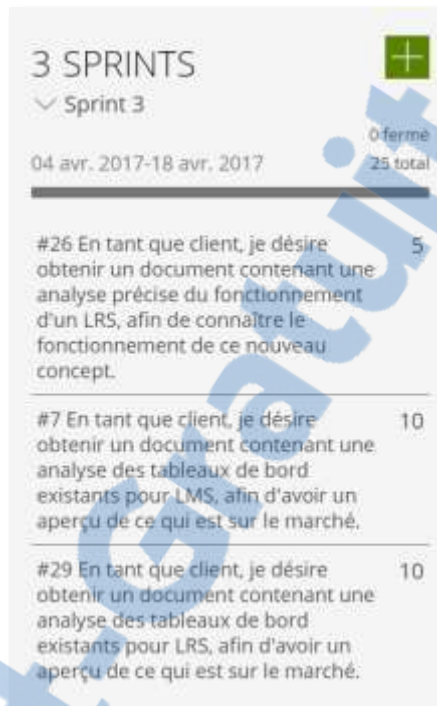 3 SPRINTS
Sprint 3
0 fermé
04 avr. 2017-18 avr. 2017
25 total
#26 En tant que client, je désire 5
obtenir un document contenant une
analyse précise du fonctionnement
d'un LRS, afin de connaître le
fonctionnement de ce nouveau
concept.
#7 En tant que client, je désire 10
obtenir un document contenant une
analyse des tableaux de bord
existants pour LMS, afin d'avoir un
aperçu de ce qui est sur le marché.
#29 En tant que client, je désire 10
obtenir un document contenant une
analyse des tableaux de bord
existants pour LRS, afin d'avoir un
aperçu de ce qui est sur le marché.